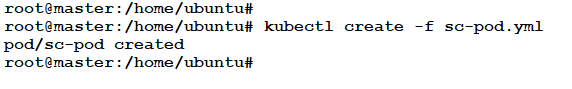 root@master:/home/ubuntu#
root@master:/home/ubuntu# kubectl create -f sc-pod.yml
pod/sc-pod created
root@master:/home/ubuntu#